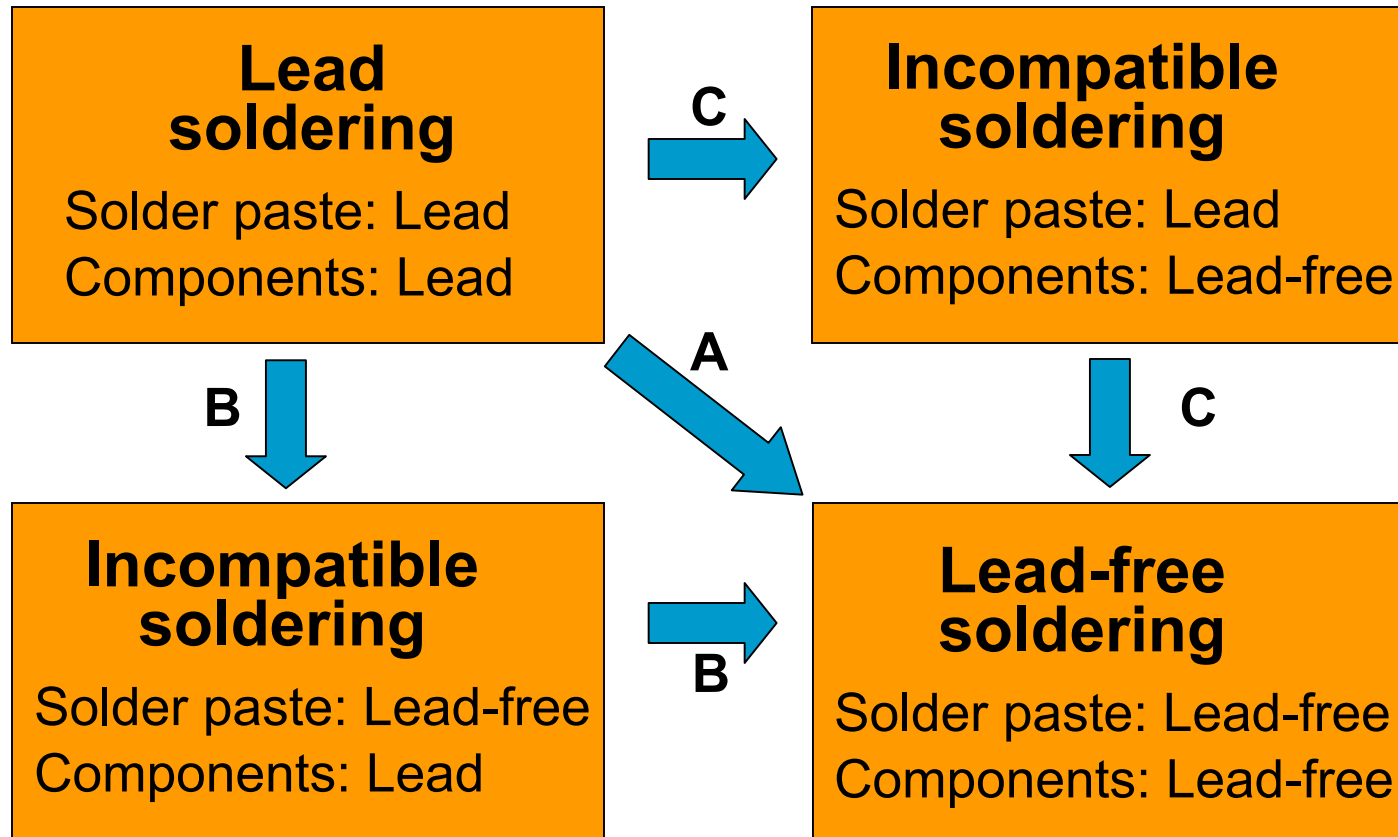 Lead
soldering
Solder paste: Lead
Components: Lead
C
Incompatible
soldering
Solder paste: Lead
Components: Lead-free
B
A
C
Incompatible
soldering
Solder paste: Lead-free
Components: Lead
B
Lead-free
soldering
Solder paste: Lead-free
Components: Lead-free